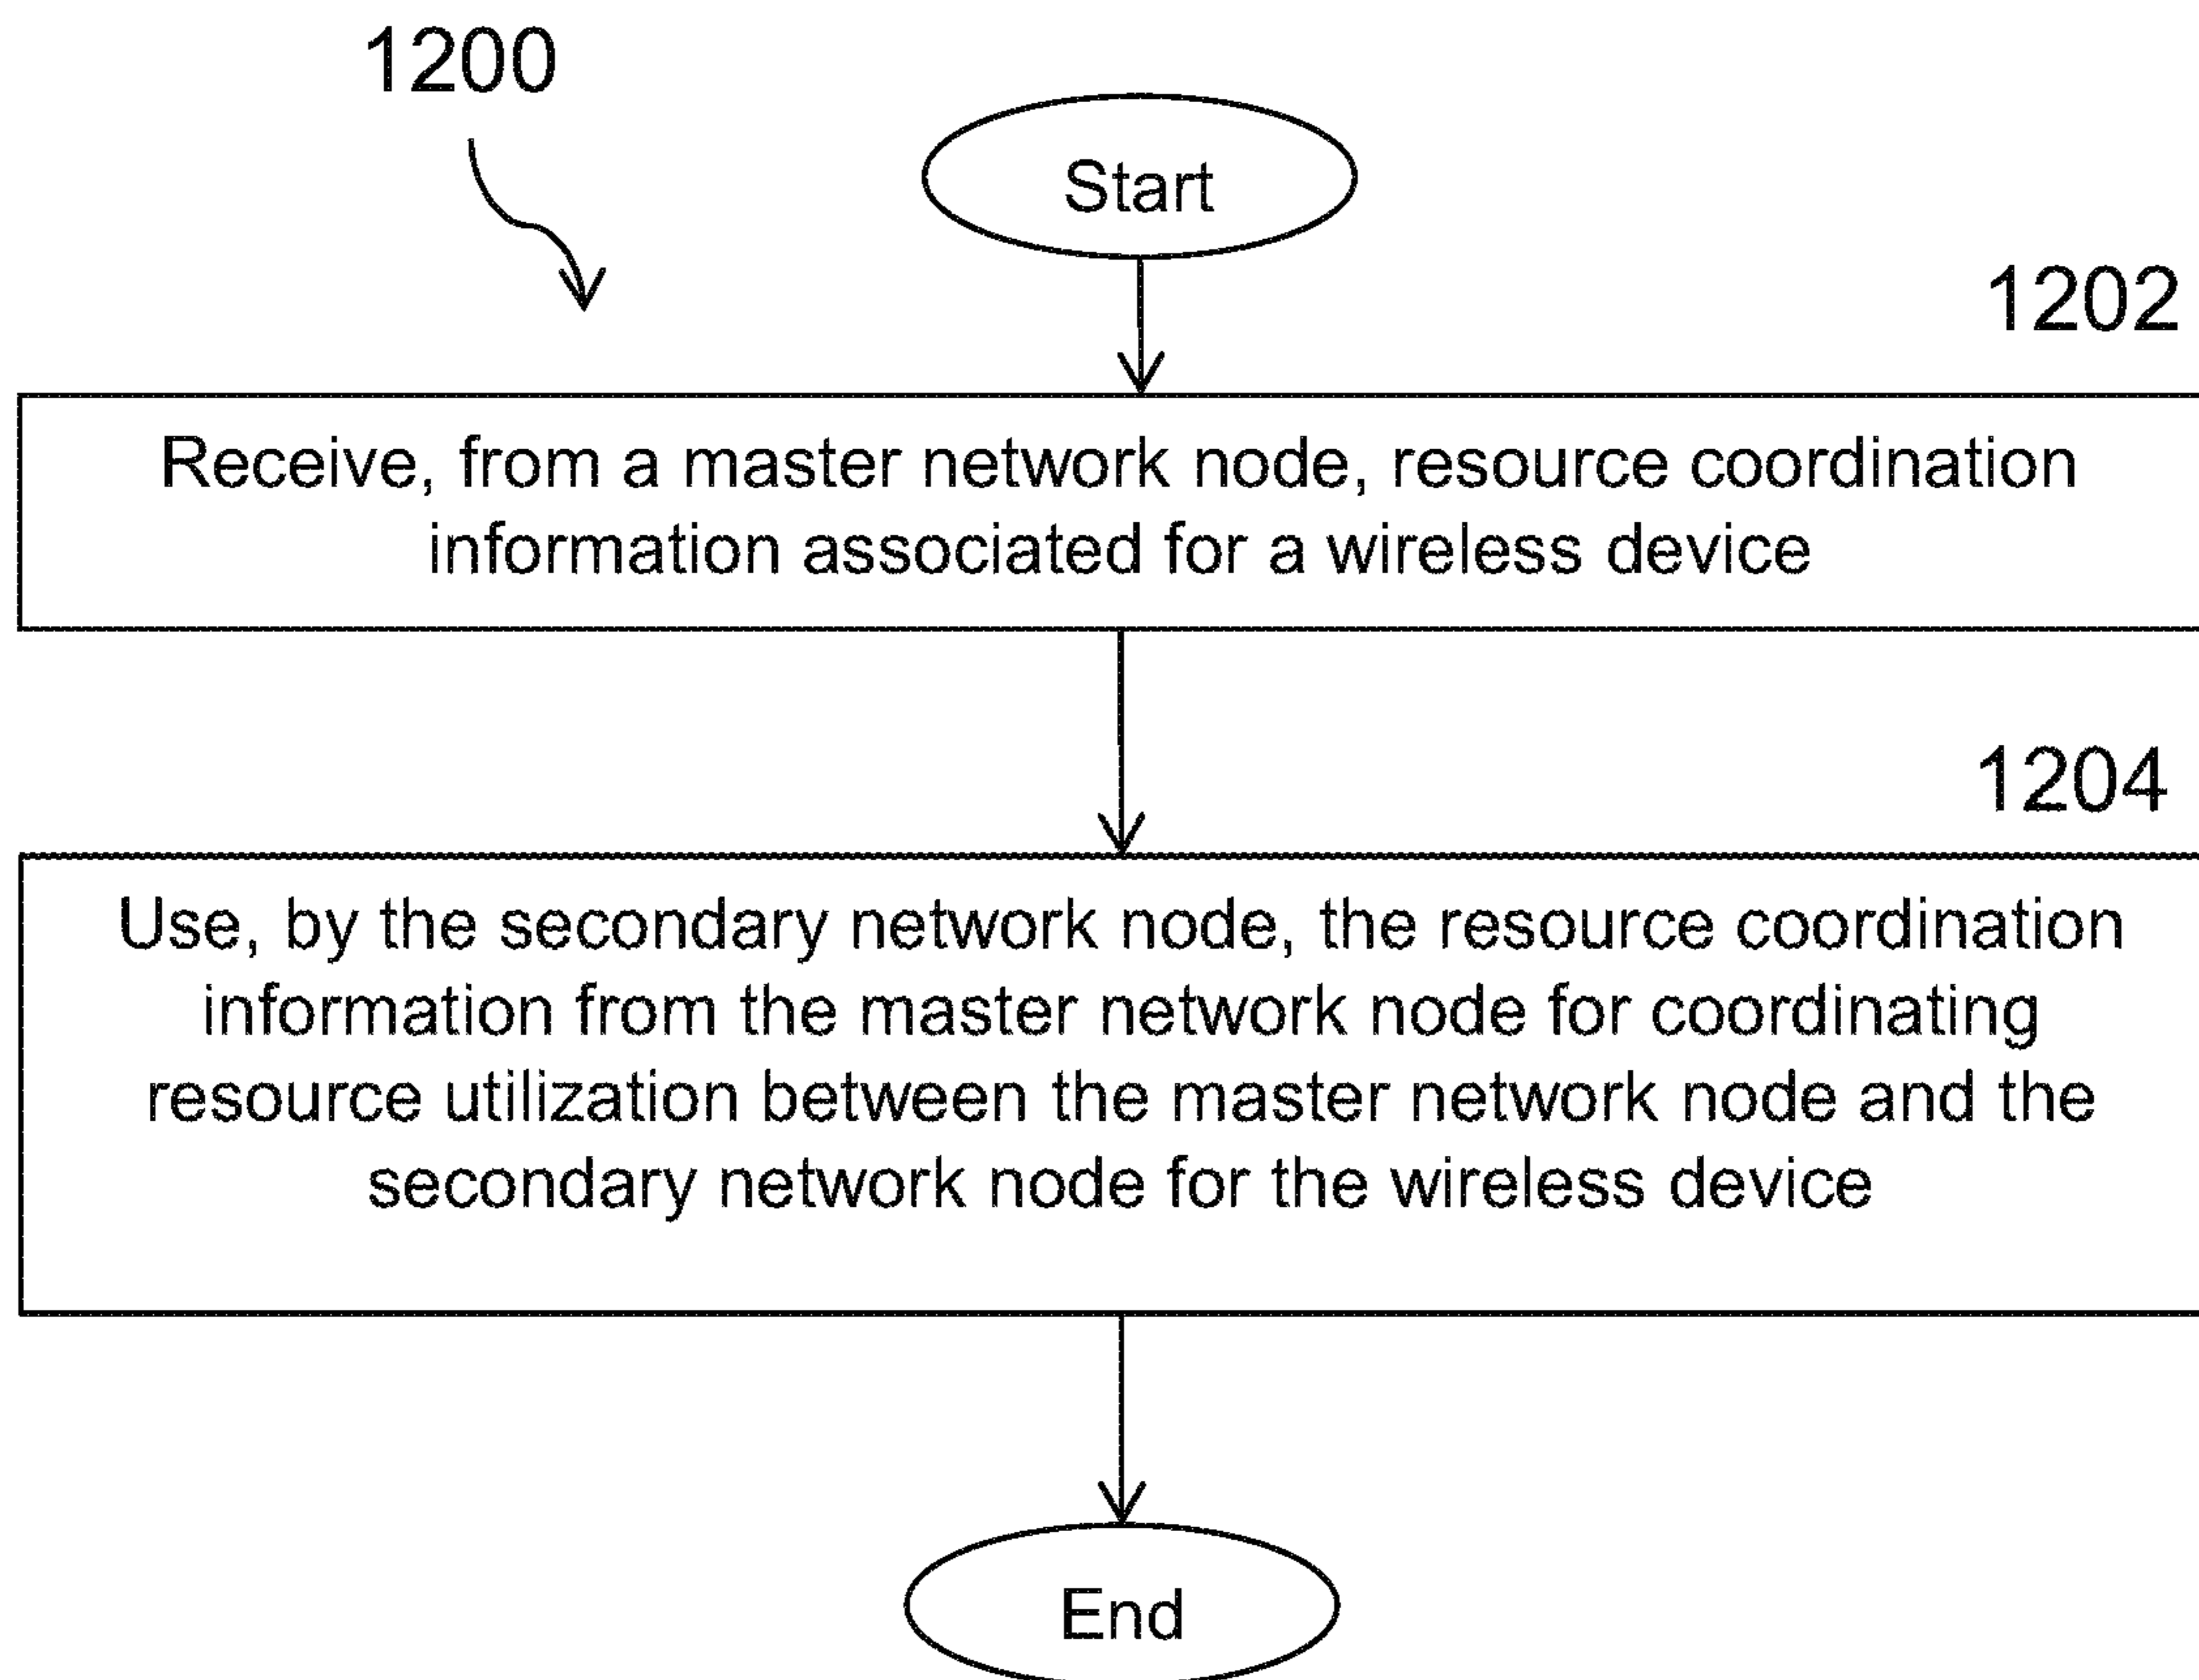 1200
Start
1202
Receive, from a master network node, resource coordination
information associated for a wireless device
1204
Use, by the secondary network node, the resource coordination
information from the master network node for coordinating
resource utilization between the master network node and the
secondary network node for the wireless device
End